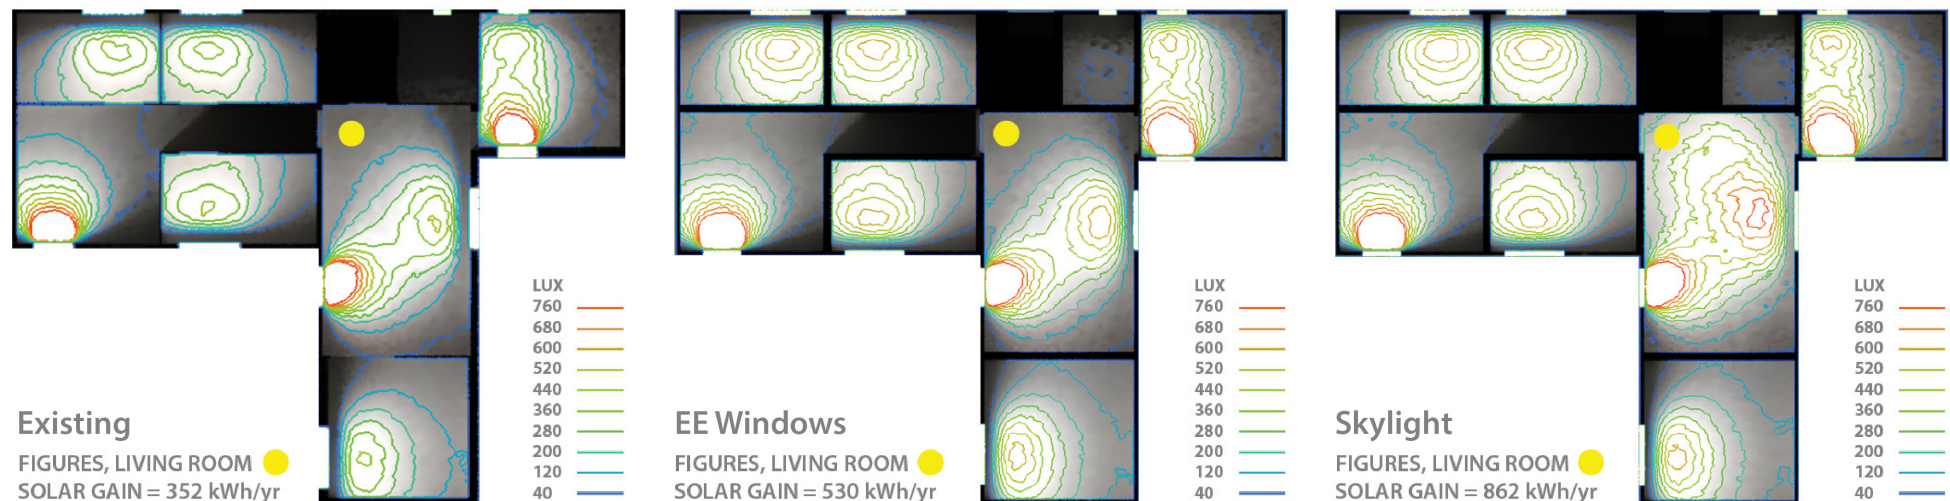 LUX
760
680
600
520
440
360
280
200
120
40
Existing
FIGURES, LIVING ROOM
SOLAR GAIN = 352 kWh/yr
LUX
760
680
600
520
440
360
280
200
120
40
EE Windows
FIGURES, LIVING ROOM
SOLAR GAIN = 530 kWh/yr
LUX
760
680
600
520
440
360
280
200
120
40
Skylight
FIGURES, LIVING ROOM
SOLAR GAIN = 862 kWh/yr